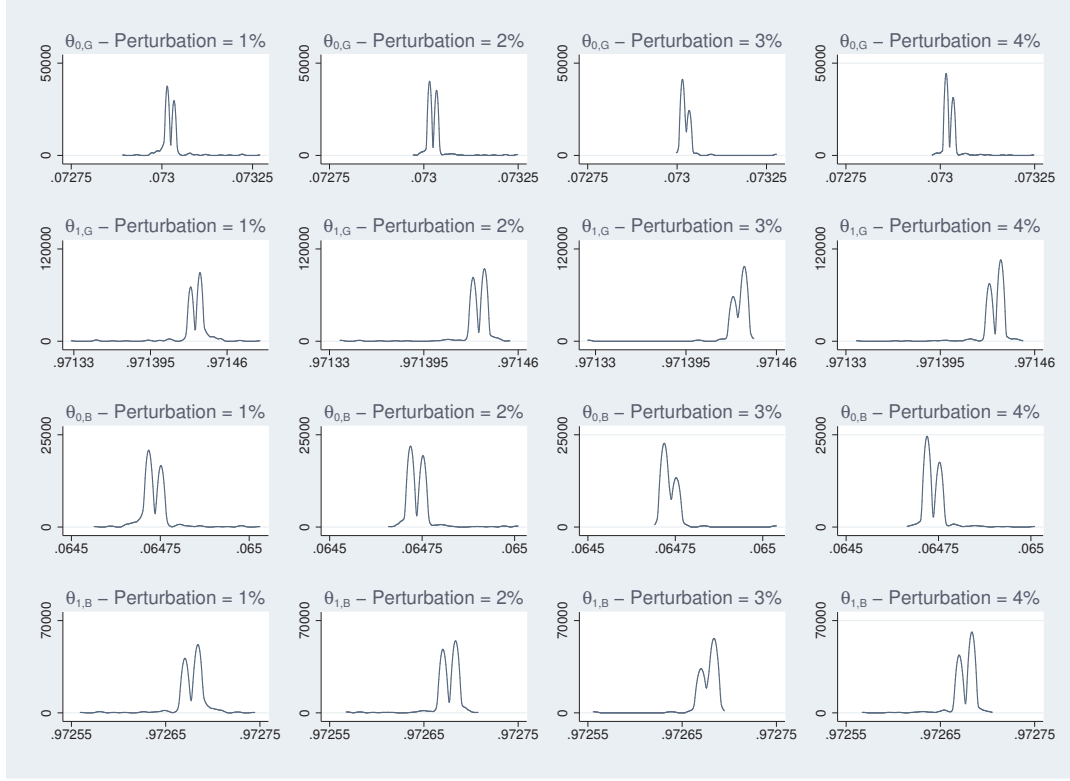 θ0,G – Perturbation = 1%
50000
0
.07275 .073 .07325
θ0,G – Perturbation = 2%
50000
0
.07275 .073 .07325
θ0,G – Perturbation = 3%
50000
0
.07275 .073 .07325
θ0,G – Perturbation = 4%
50000
0
.07275 .073 .07325
θ1,G – Perturbation = 1%
120000
0
.97133 .971395 .97146
θ1,G – Perturbation = 2%
120000
0
.97133 .971395 .97146
θ1,G – Perturbation = 3%
120000
0
.97133 .971395 .97146
θ1,G – Perturbation = 4%
120000
0
.97133 .971395 .97146
θ0,B – Perturbation = 1%
25000
0
.0645 .06475 .065
θ0,B – Perturbation = 2%
25000
0
.0645 .06475 .065
θ0,B – Perturbation = 3%
25000
0
.0645 .06475 .065
θ0,B – Perturbation = 4%
25000
0
.0645 .06475 .065
θ1,B – Perturbation = 1%
70000
0
.97255 .97265 .97275
θ1,B – Perturbation = 2%
70000
0
.97255 .97265 .97275
θ1,B – Perturbation = 3%
70000
0
.97255 .97265 .97275
θ1,B – Perturbation = 4%
70000
0
.97255 .97265 .97275